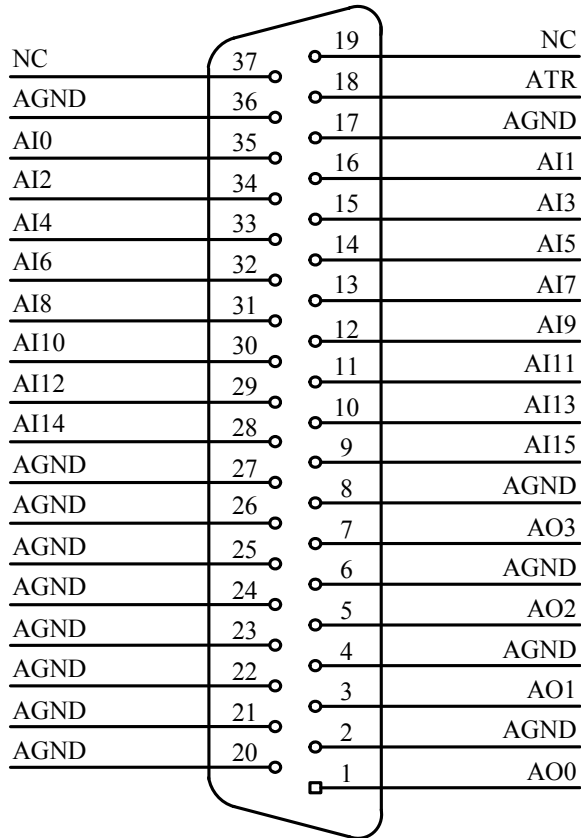 19 NC
NC 37
18 ATR
AGND 36
17 AGND
AI0 35
16 AI1
AI2 34
15 AI3
AI4 33
14 AI5
AI6 32
13 AI7
AI8 31
12 AI9
AI10 30
11 AI11
AI12 29
10 AI13
AI14 28
9 AI15
AGND 27
8 AGND
AGND 26
7 AO3
AGND 25
6 AGND
AGND 24
5 AO2
AGND 23
4 AGND
AGND 22
3 AO1
AGND 21
2 AGND
AGND 20
1 AO0